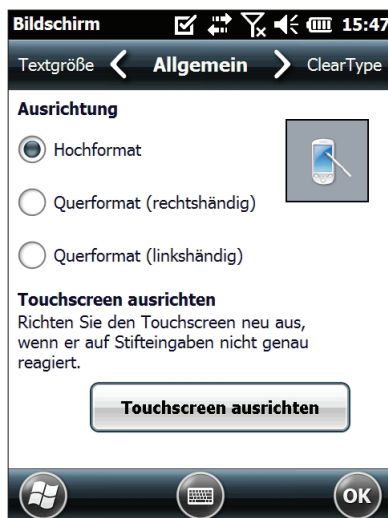 Bildschirm 15:47
Textgröße Allgemein ClearType
Ausrichtung
Hochformat
Querformat (rechtshändig)
Querformat (linkshändig)
Touchscreen ausrichten
Richten Sie den Touchscreen neu aus,
wenn er auf Stifteingaben nicht genau
reagiert.
Touchscreen ausrichten
OK